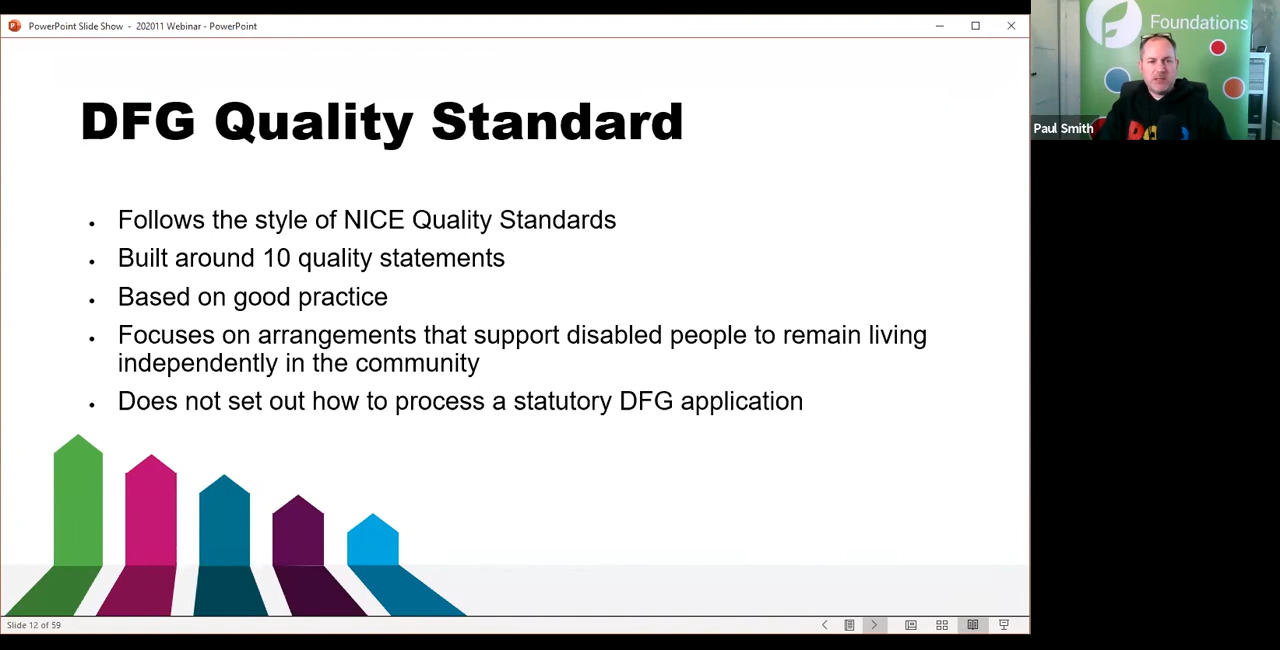 PowerPoint Slide Show - 202011 Webinar - PowerPoint
Foundations
Paul Smith
DFG Quality Standard
Follows the style of NICE Quality Standards
Built around 10 quality statements
Based on good practice
Focuses on arrangements that support disabled people to remain living
independently in the community
Does not set out how to process a statutory DFG application
Slide 12 of 59